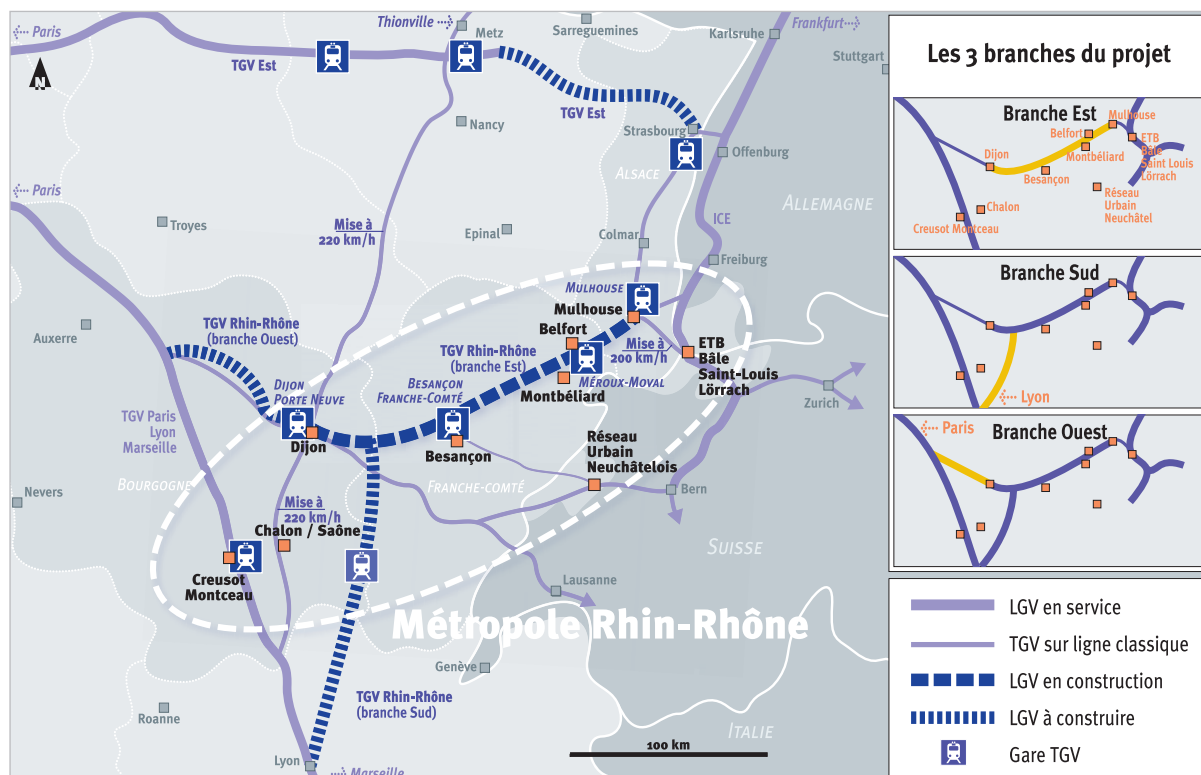 Paris
Thionville
Metz
Sarreguemines
Karlsruhe
Frankfurt
Stuttgart
N
TGV Est
TGV Est
Strasbourg
Nancy
Offenburg
ALSACE
ALLEMAGNE
Paris
Troyes
Mise à
220 km/h
Epinal
Colmar
ICE
Freiburg
MULHOUSE
Mulhouse
Auxerre
TGV Rhin-Rhône
(branche Ouest)
Belfort
TGV Rhin-Rhône
(branche Est)
Mise à
200 km/h
ETB
Bâle
Saint-Louis
Lörrach
MÉROUX-MOVAL
Montbéliard
DIJON
PORTE NEUVE
BESANÇON
FRANCHE-COMTÉ
Zurich
TGV Paris
Lyon
Marseille
Dijon
Besançon
Réseau
Urbain
Neuchâtelois
BOURGOGNE
FRANCHE-COMTÉ
Bern
Nevers
Mise à
220 km/h
Chalon / Saône
SUISSE
Creusot
Montceau
Lausanne
Métropole Rhin-Rhône
Genève
TGV Rhin-Rhône
(branche Sud)
Roanne
ITALIE
100 km
Lyon
Marseille
Les 3 branches du projet
Branche Est
Mulhouse
Belfort
Montbéliard
ETB
Bâle
Saint Louis
Lörrach
Dijon
Besançon
Réseau
Urbain
Neuchâtel
Chalon
Creusot Montceau
Branche Sud
Lyon
Paris
Branche Ouest
LGV en service
TGV sur ligne classique
LGV en construction
LGV à construire
Gare TGV